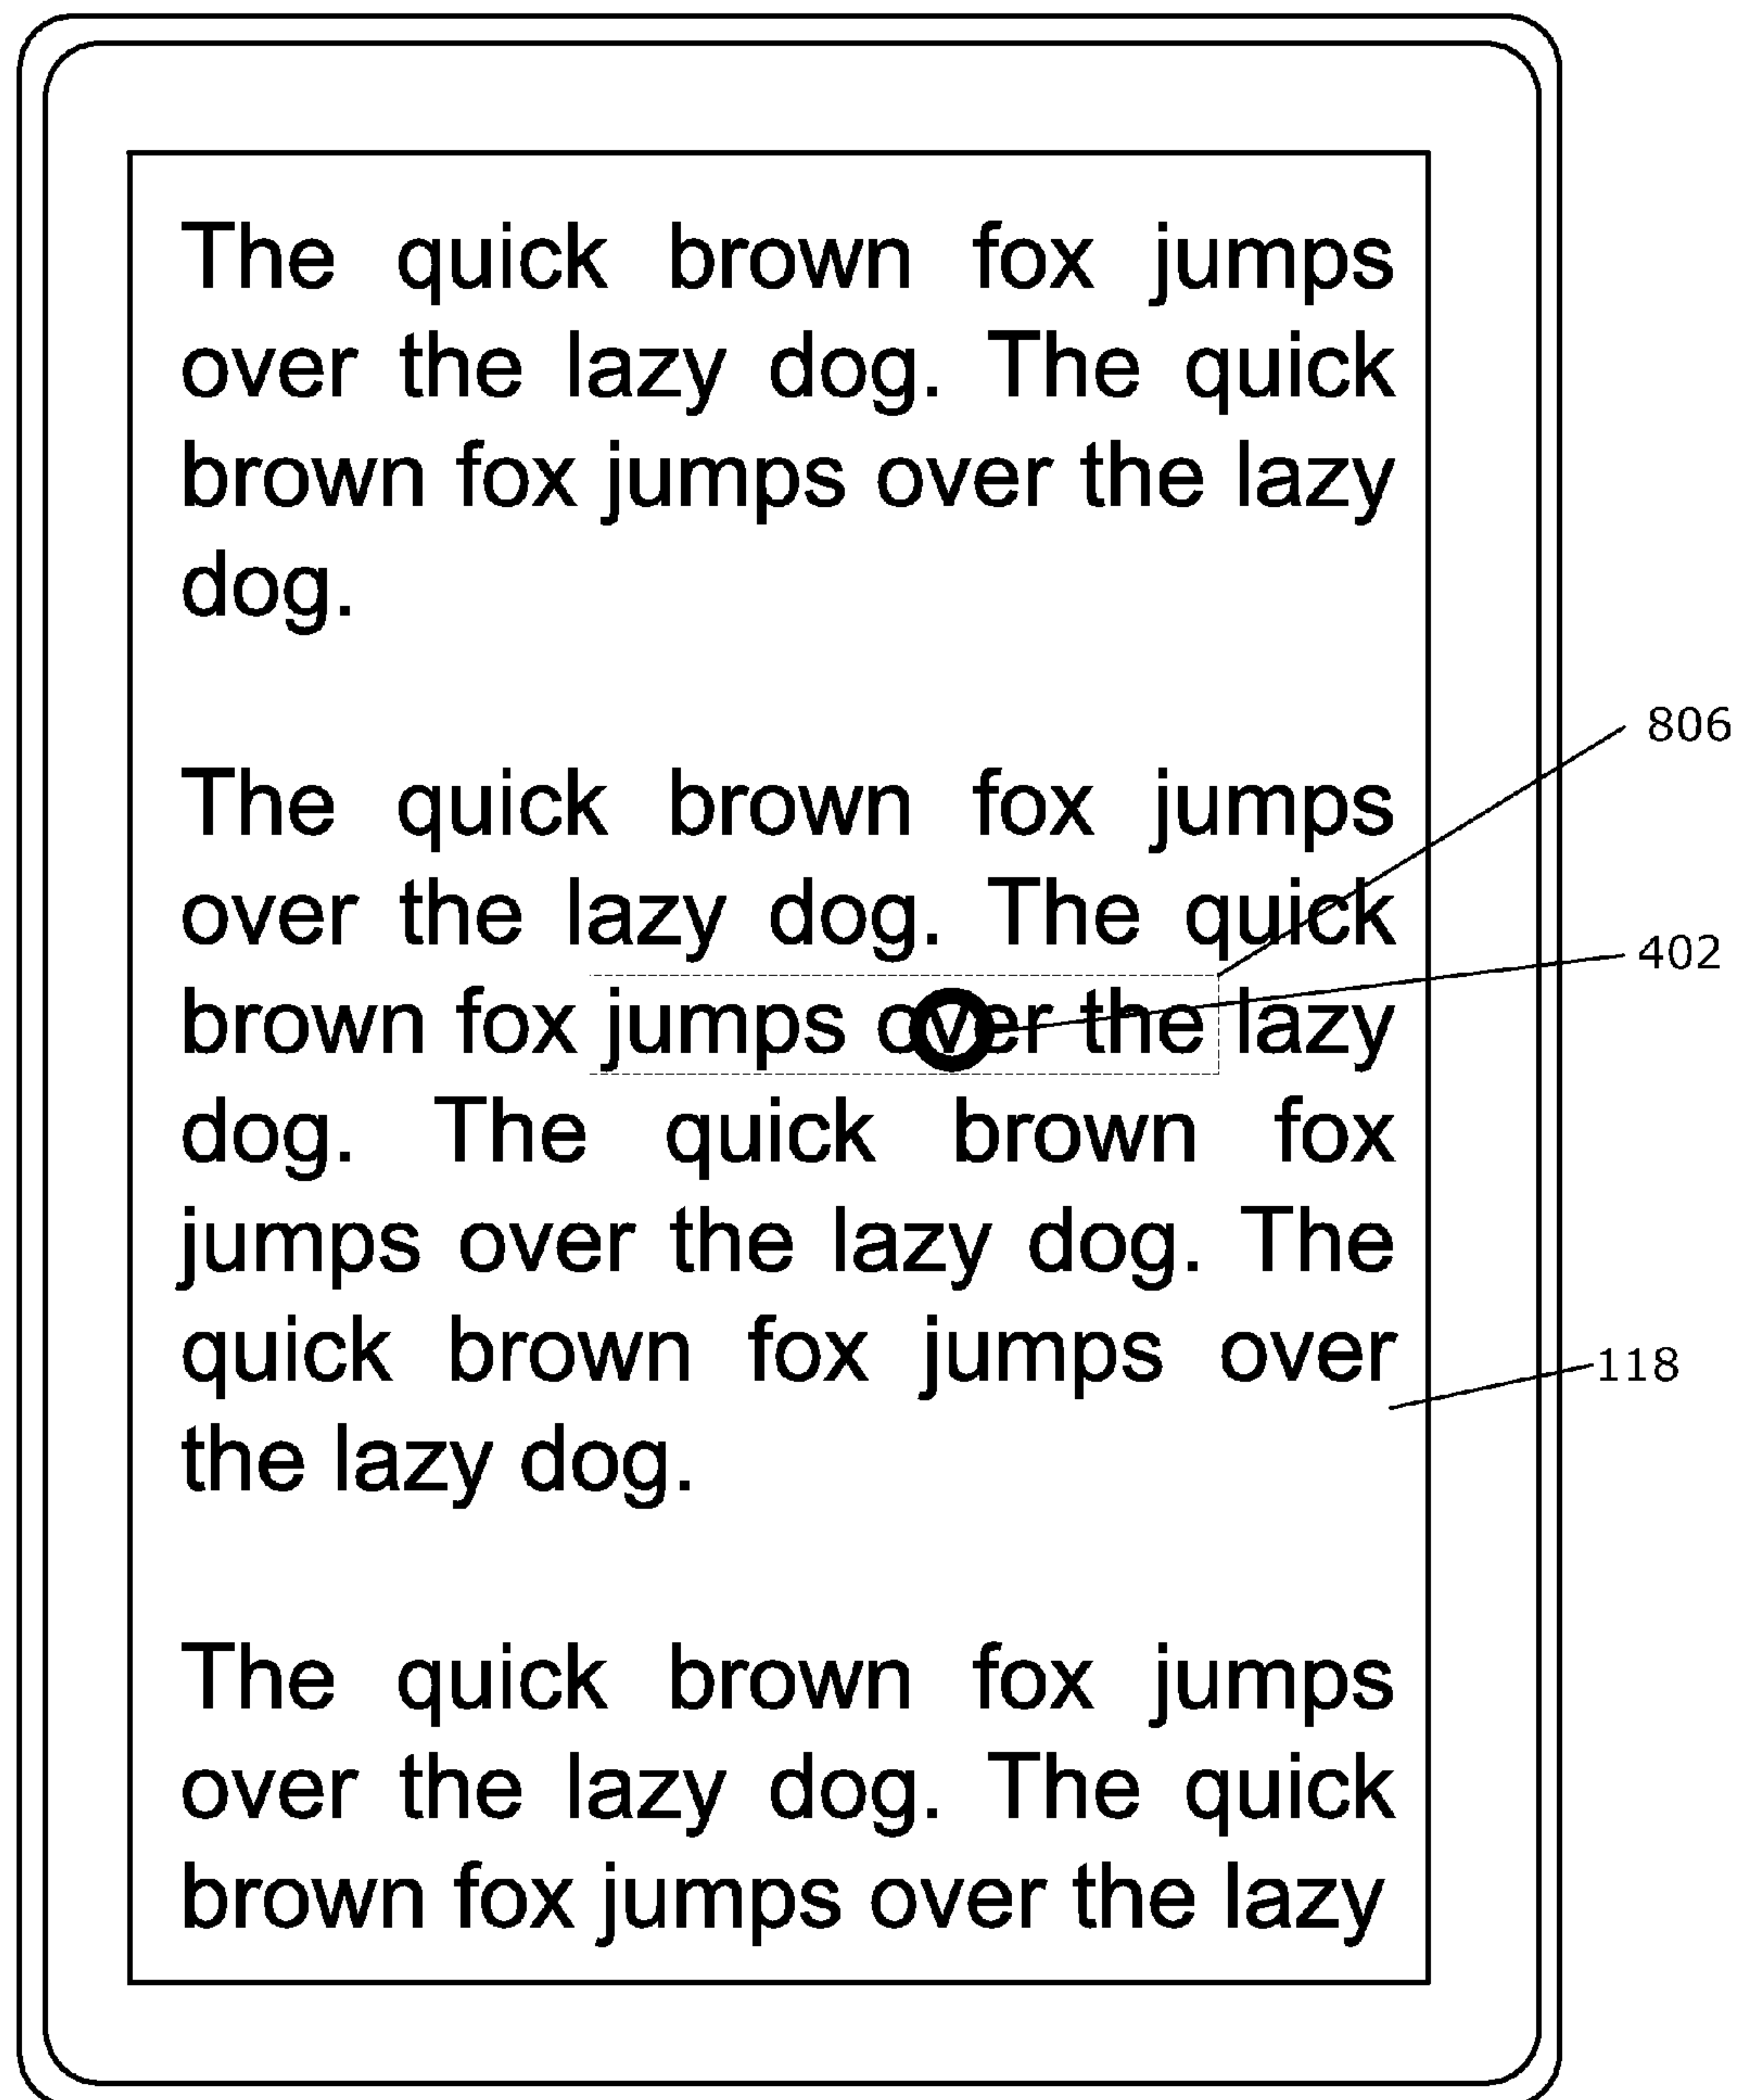 The quick brown fox jumps
over the lazy dog. The quick
brown fox jumps over the lazy
dog.
The quick brown fox jumps
over the lazy dog. The quick
brown fox jumps over the lazy
dog. The quick brown fox
jumps over the lazy dog. The
quick brown fox jumps over
the lazy dog.
The quick brown fox jumps
over the lazy dog. The quick
brown fox jumps over the lazy
806
402
118